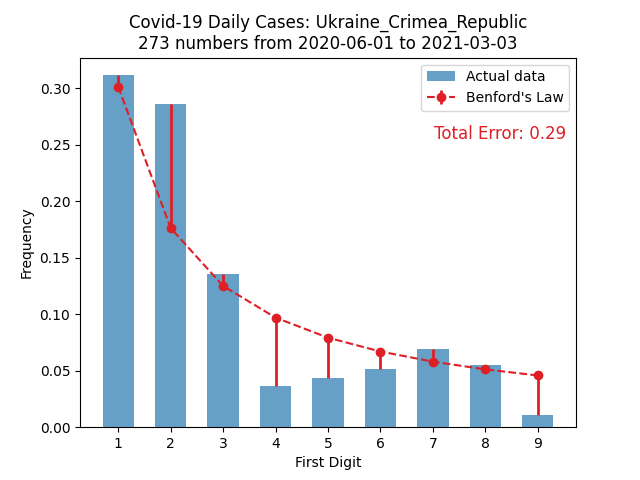 Covid-19 Daily Cases: Ukraine_Crimea_Republic
273 numbers from 2020-06-01 to 2021-03-03
Actual data
Benford's Law
Total Error: 0.29
Frequency
0.30
0.25
0.20
0.15
0.10
0.05
0.00
1 2 3 4 5 6 7 8 9
First Digit